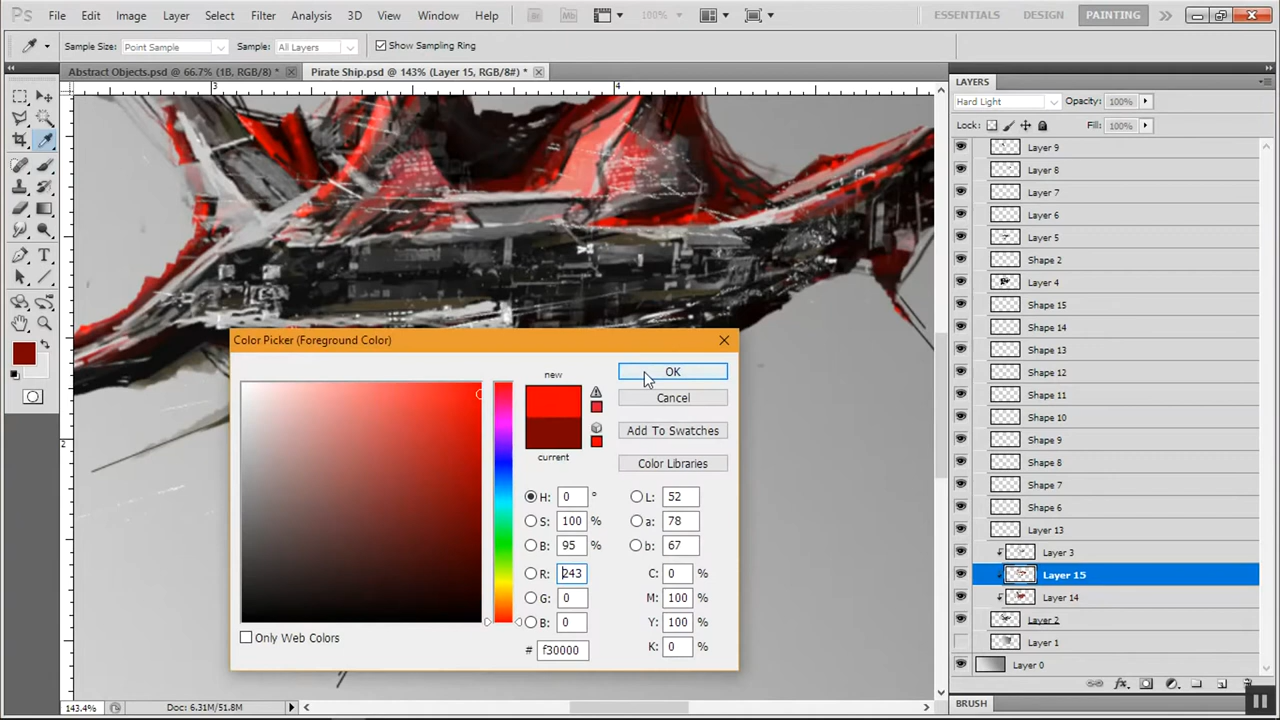 Ps File Edit Image Layer Select Filter Analysis 3D View Window Help Br Mb 100% ESSENTIALS DESIGN PAINTING
Sample Size: Point Sample Sample: All Layers Show Sampling Ring
Abstract Objects.psd @ 66.7% (1B, RGB/8) * Pirate Ship.psd @ 143% (Layer 15, RGB/8#) *
3 4
2
LAYERS
Hard Light Opacity: 100%
Lock: Fill: 100%
Layer 9
Layer 8
Layer 7
Layer 6
Layer 5
Shape 2
Layer 4
Shape 15
Shape 14
Shape 13
Shape 12
Shape 11
Shape 10
Shape 9
Shape 8
Shape 7
Shape 6
Layer 13
Layer 3
Layer 15
Layer 14
Layer 2
Layer 1
Layer 0
fx
BRUSH
Color Picker (Foreground Color)
new
current
OK
Cancel
Add To Swatches
Color Libraries
H: 0 ° L: 52
S: 100 % a: 78
B: 95 % b: 67
R: 243 C: 0 %
G: 0 M: 100 %
B: 0 Y: 100 %
# f30000 K: 0 %
Only Web Colors
143.4% Doc: 6.31M/51.8M